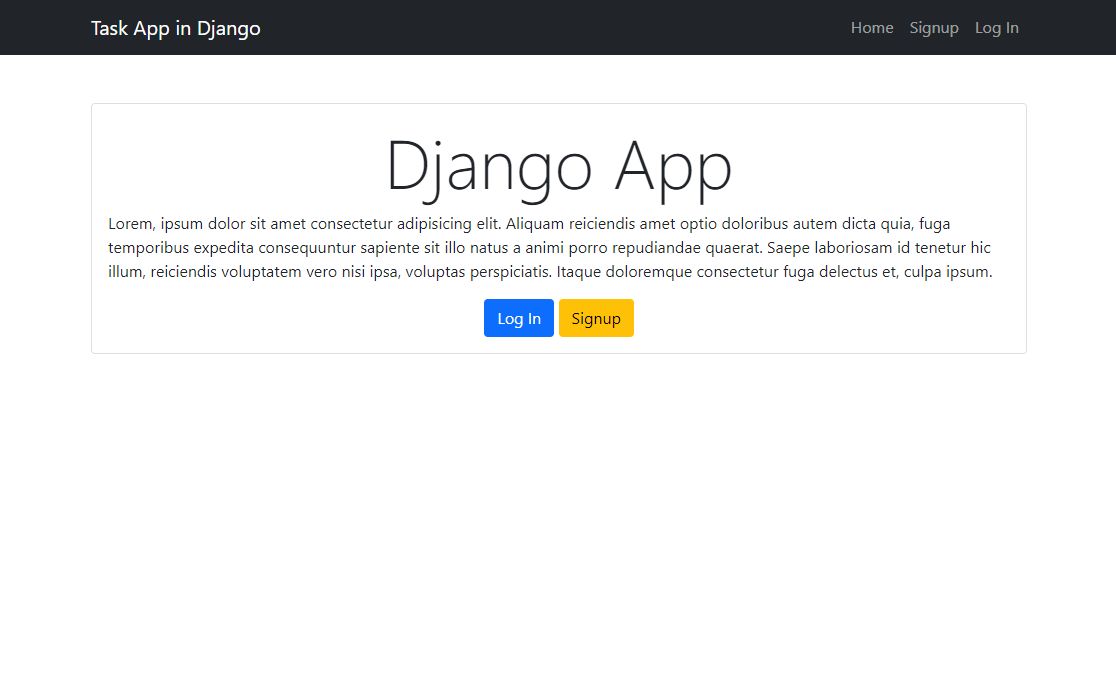 Task App in Django
Home Signup Log In
Django App
Lorem, ipsum dolor sit amet consectetur adipisicing elit. Aliquam reiciendis amet optio doloribus autem dicta quia, fuga
temporibus expedita consequuntur sapiente sit illo natus a animi porro repudiandae quaerat. Saepe laboriosam id tenetur hic
illum, reiciendis voluptatem vero nisi ipsa, voluptas perspiciatis. Itaque doloremque consectetur fuga delectus et, culpa ipsum.
Log In Signup